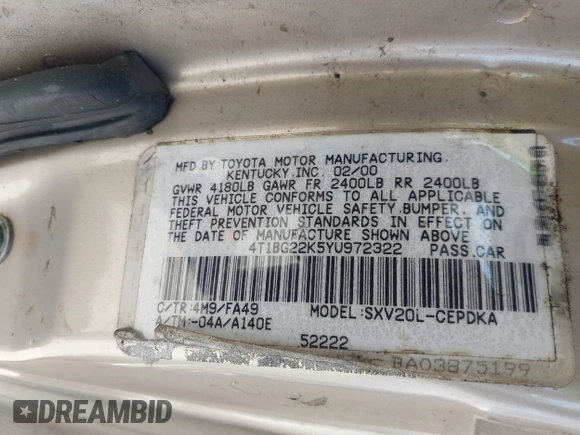 MFD.BY TOYOTA MOTOR MANUFACTURING.
KENTUCKY,INC. 02/00
GVWR 4180LB GAWR FR 2400LB RR 2400LB
THIS VEHICLE CONFORMS TO ALL APPLICABLE
FEDERAL MOTOR VEHICLE SAFETY,BUMPER, AND
THEFT PREVENTION STANDARDS IN EFFECT ON
THE DATE OF MANUFACTURE SHOWN ABOVE.
4T1BG22K5YU972322 PASS.CAR
C/TR:4M9/FA49 MODEL:SXV20L-CEPDKA
A/TM:-04A/A140E
52222
BA03875199
DREAMBID